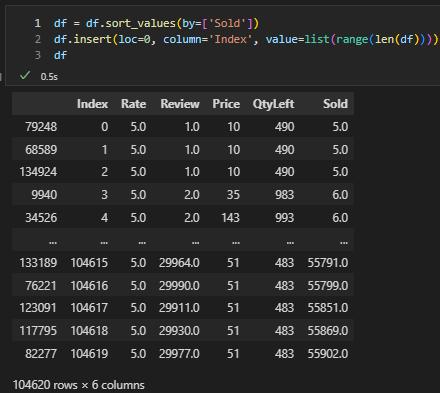 1 df = df.sort_values(by=['Sold'])
2 df.insert(loc=0, column='Index', value=list(range(len(df))))
3 df
✓ 0.5s
Index Rate Review Price QtyLeft Sold
79248 0 5.0 1.0 10 490 5.0
68589 1 5.0 1.0 10 490 5.0
134924 2 5.0 1.0 10 490 5.0
9940 3 5.0 2.0 35 983 6.0
34526 4 5.0 2.0 143 993 6.0
... ... ... ... ... ... ...
133189 104615 5.0 29964.0 51 483 55791.0
76221 104616 5.0 29990.0 51 483 55799.0
123091 104617 5.0 29911.0 51 483 55851.0
117795 104618 5.0 29930.0 51 483 55869.0
82277 104619 5.0 29977.0 51 483 55902.0
104620 rows × 6 columns